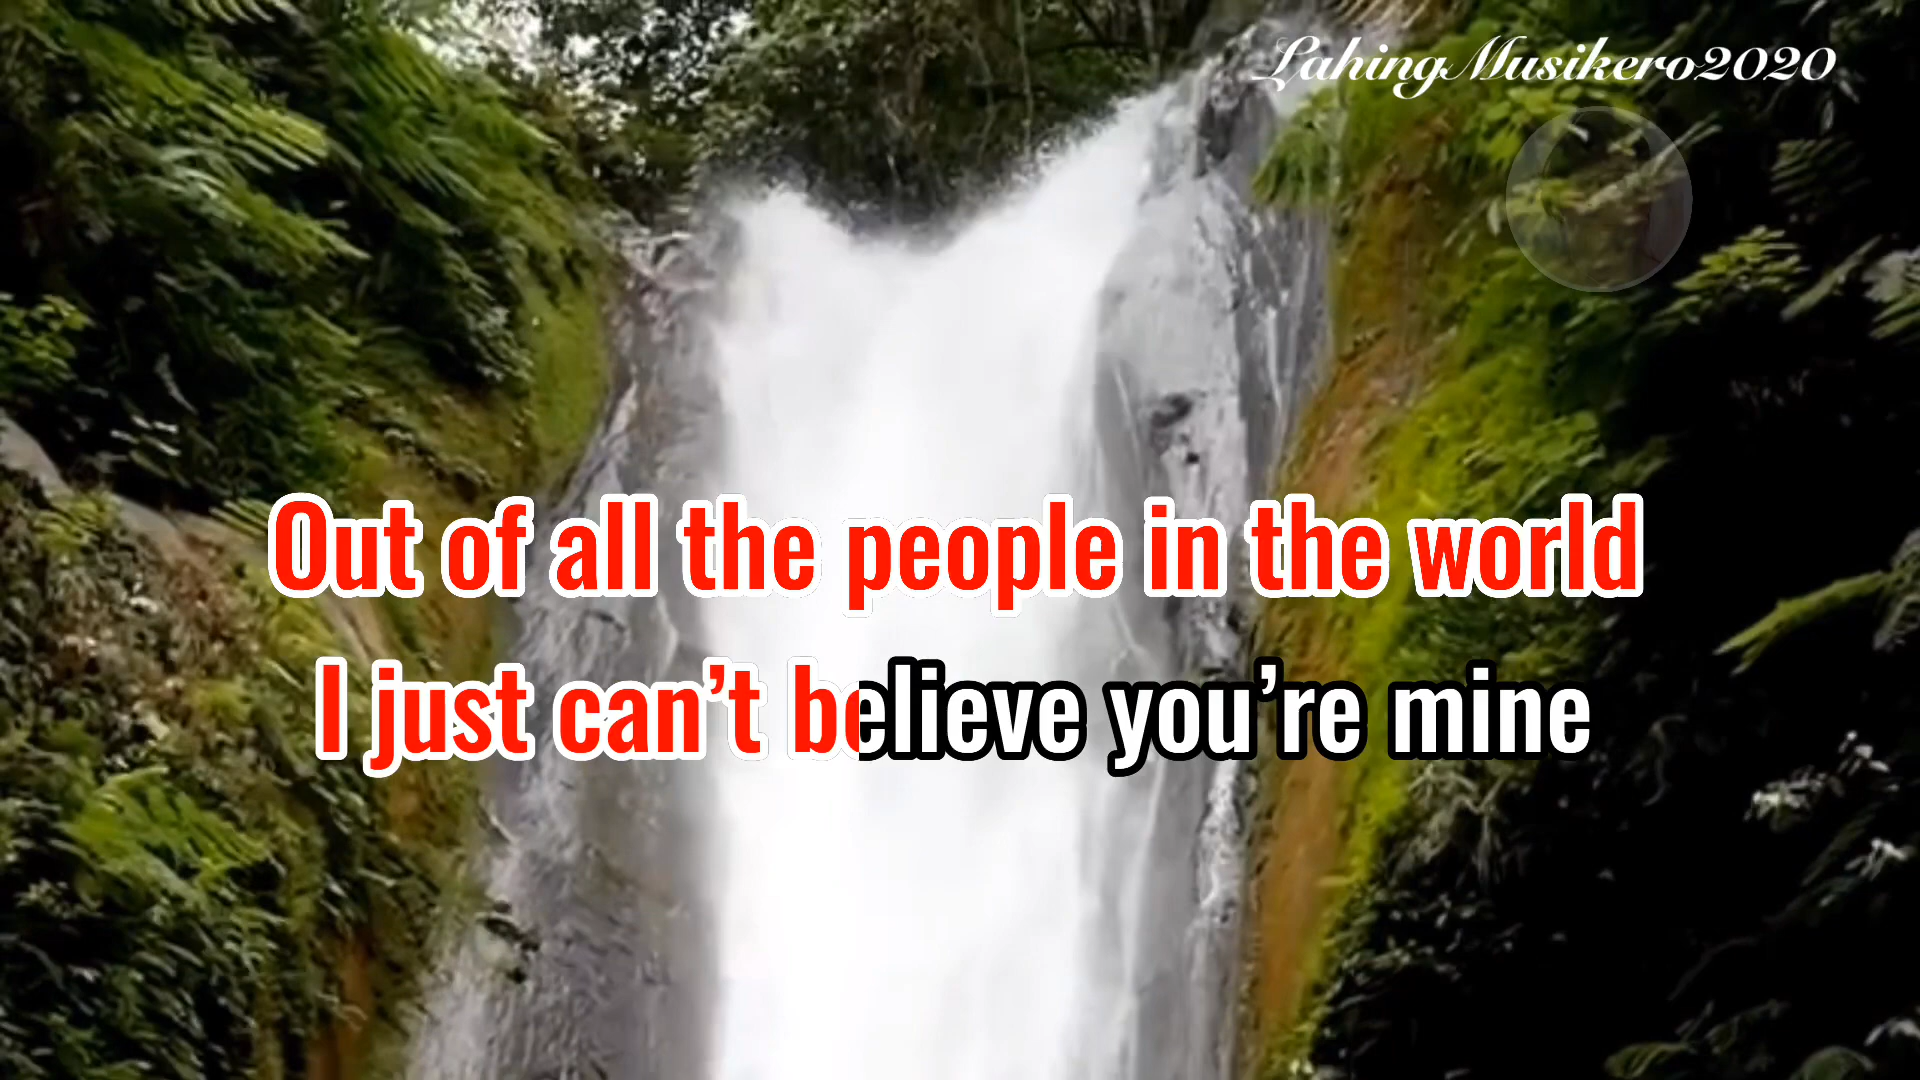 LahingMusikero2020
Out of all the people in the world
I just can’t believe you’re mine